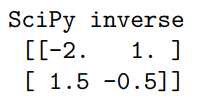 SciPy inverse
[[-2. 1. ]
[ 1.5 -0.5]]